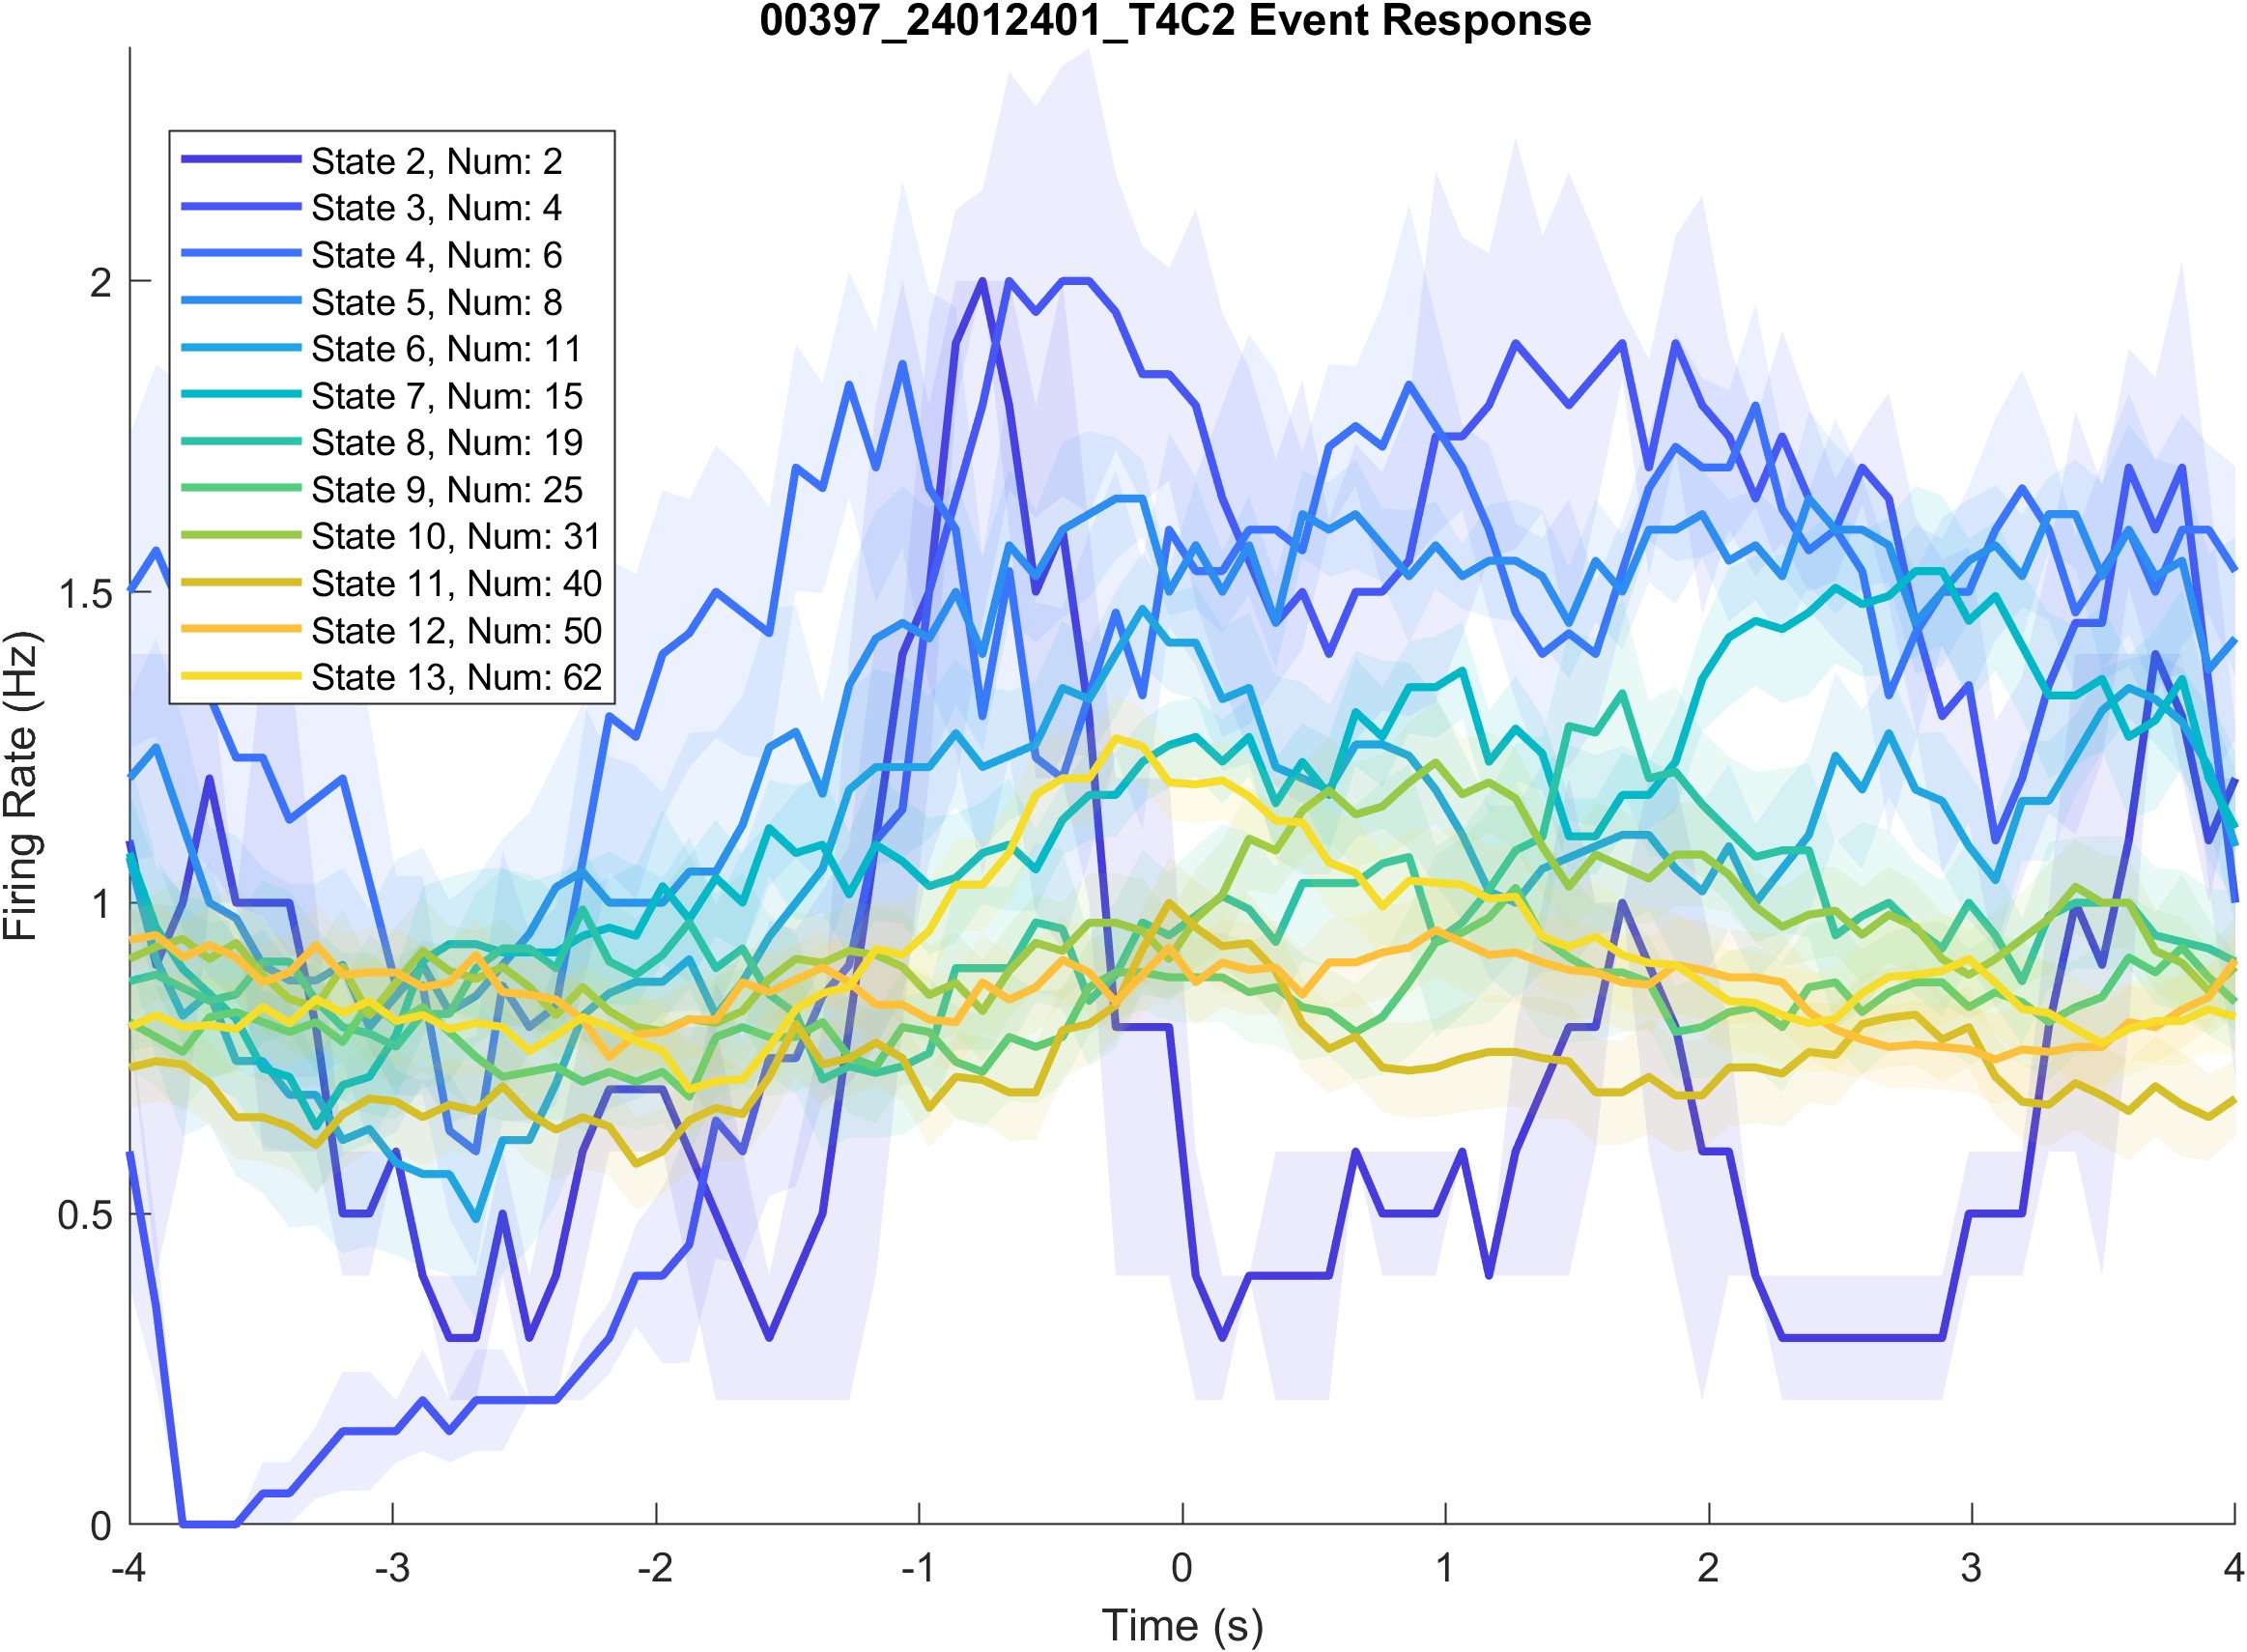 00397_24012401_T4C2 Event Response
State 2, Num: 2
State 3, Num: 4
State 4, Num: 6
State 5, Num: 8
State 6, Num: 11
State 7, Num: 15
State 8, Num: 19
State 9, Num: 25
State 10, Num: 31
State 11, Num: 40
State 12, Num: 50
State 13, Num: 62
Firing Rate (Hz)
2
1.5
1
0.5
0
-4 -3 -2 -1 0 1 2 3 4
Time (s)